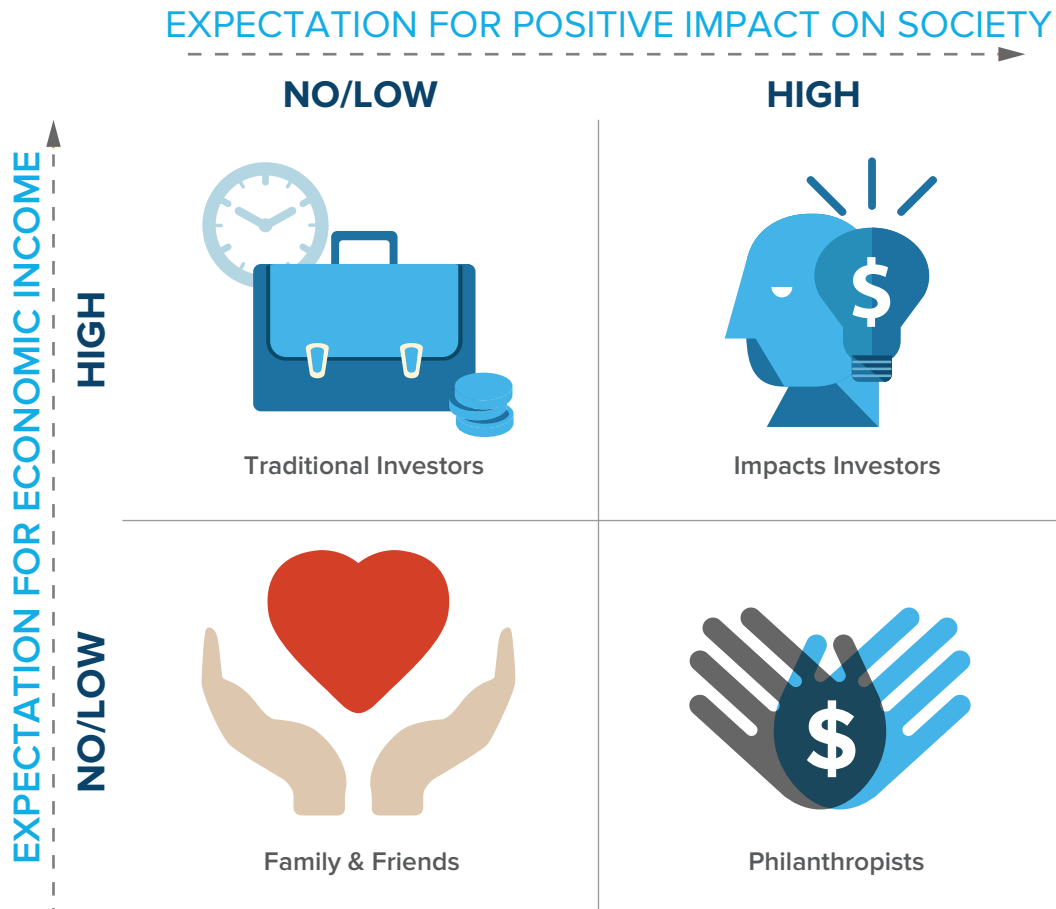 EXPECTATION FOR POSITIVE IMPACT ON SOCIETY
NO/LOW
HIGH
EXPECTATION FOR ECONOMIC INCOME
HIGH
$
Traditional Investors
Impacts Investors
NO/LOW
$
Family & Friends
Philanthropists